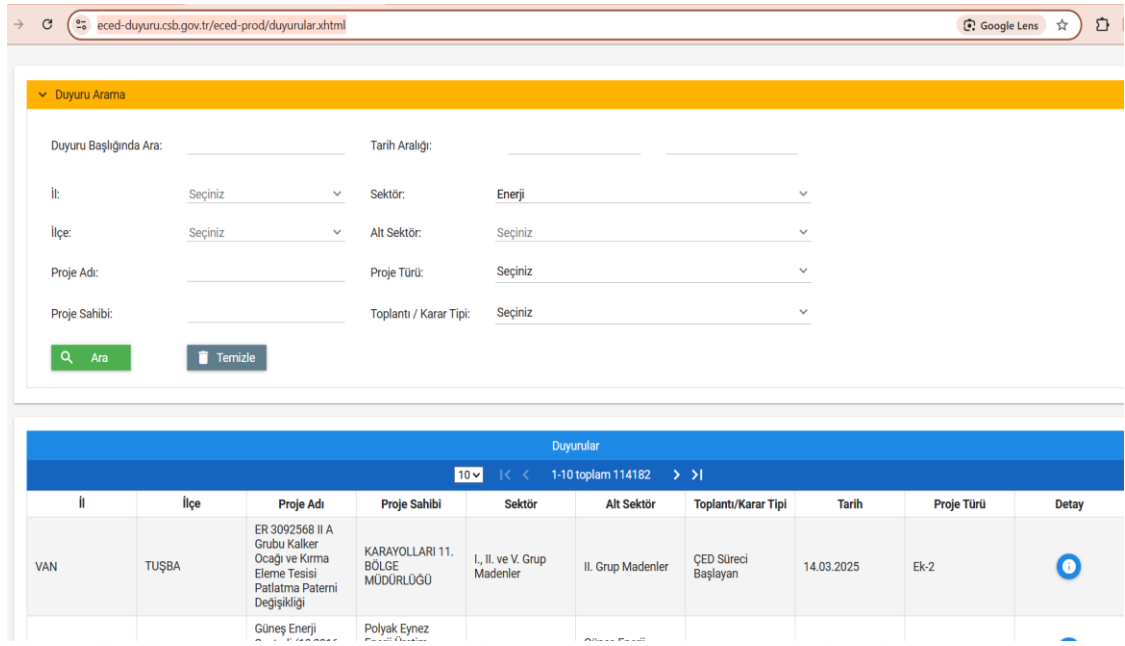 eced-duyuru.csb.gov.tr/eced-prod/duyurular.xhtml
Google Lens
Duyuru Arama
Duyuru Başlığında Ara:
Tarih Aralığı:
İl:
Seçiniz
Sektör:
Enerji
İlçe:
Seçiniz
Alt Sektör:
Seçiniz
Proje Adı:
Proje Türü:
Seçiniz
Proje Sahibi:
Toplantı / Karar Tipi:
Seçiniz
Ara
Temizle
Duyurular
10
1-10 toplam 114182
İl
İlçe
Proje Adı
Proje Sahibi
Sektör
Alt Sektör
Toplantı/Karar Tipi
Tarih
Proje Türü
Detay
VAN
TUŞBA
ER 3092568 II A
Grubu Kalker
Ocağı ve Kırma
Eleme Tesisi
Patlatma Paterni
Değişikliği
KARAYOLLARI 11.
BÖLGE
MÜDÜRLÜĞÜ
I., II. ve V. Grup
Madenler
II. Grup Madenler
ÇED Süreci
Başlayan
14.03.2025
Ek-2
Güneş Enerji
Polyak Eynez